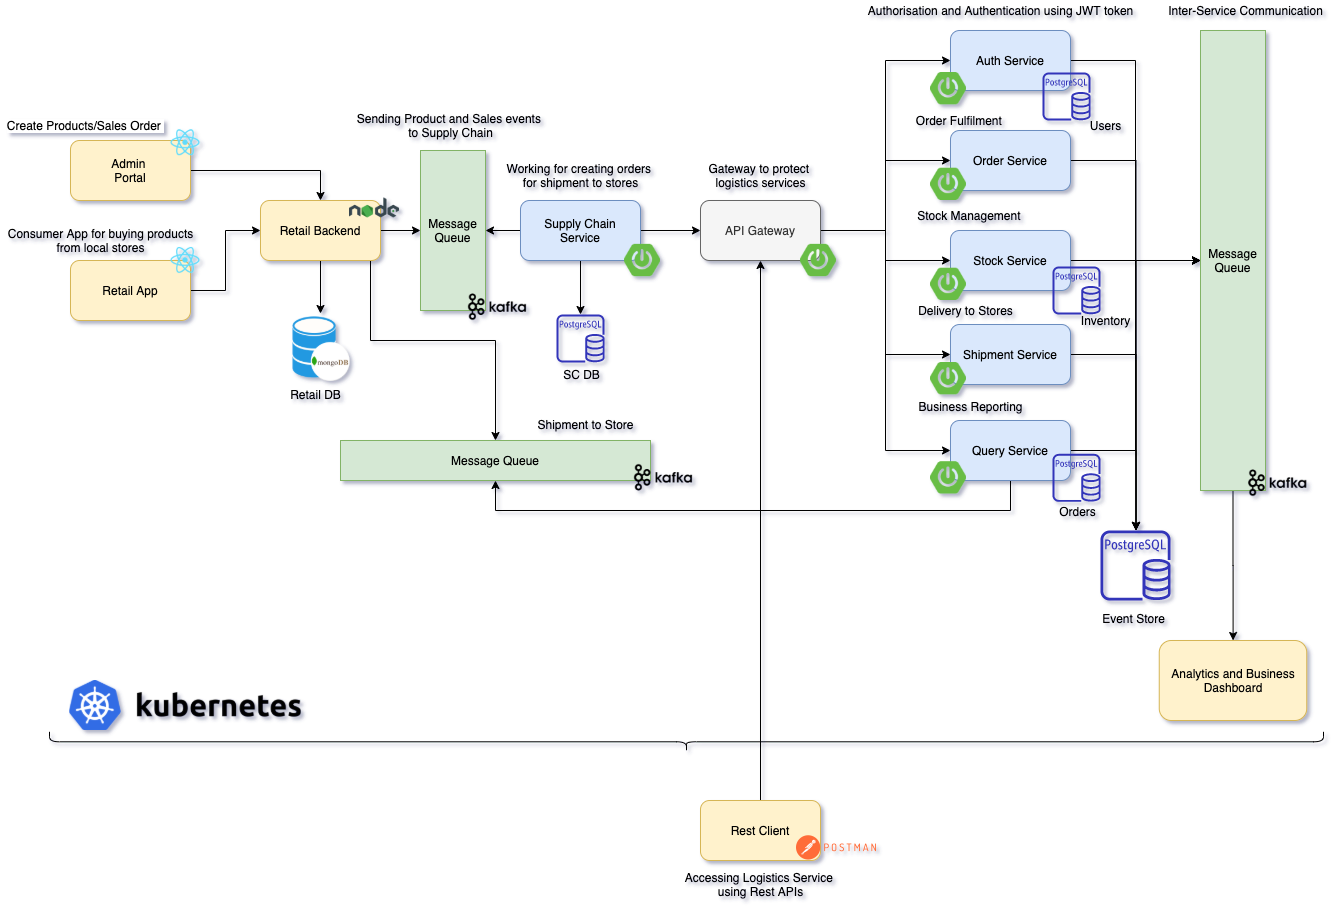 Authorisation and Authentication using JWT token
Inter-Service Communication
Auth Service
PostgreSQL
Users
Create Products/Sales Order
Admin
Portal
Sending Product and Sales events
to Supply Chain
Order Fulfilment
Order Service
Working for creating orders
for shipment to stores
Gateway to protect
logistics services
node
Consumer App for buying products
from local stores
Retail Backend
Message
Queue
Supply Chain
Service
API Gateway
Stock Management
Stock Service
PostgreSQL
Inventory
Message
Queue
Retail App
kafka
Delivery to Stores
PostgreSQL
SC DB
mongoDB
Retail DB
Shipment Service
Business Reporting
Shipment to Store
Message Queue
kafka
Query Service
PostgreSQL
Orders
kafka
PostgreSQL
Event Store
Analytics and Business
Dashboard
kubernetes
Rest Client
POSTMAN
Accessing Logistics Service
using Rest APIs